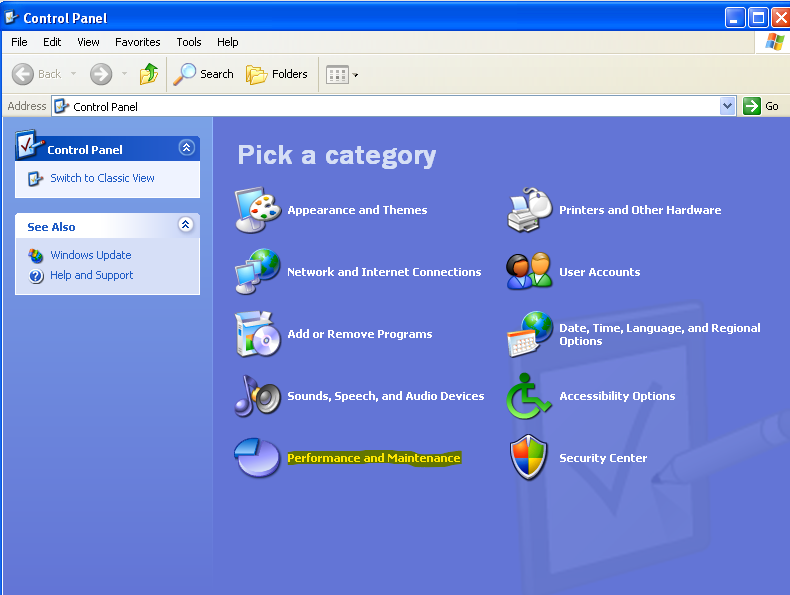 Control Panel
File Edit View Favorites Tools Help
Back Search Folders
Address Control Panel Go
Control Panel
Switch to Classic View
See Also
Windows Update
Help and Support
Pick a category
Appearance and Themes
Printers and Other Hardware
Network and Internet Connections
User Accounts
Add or Remove Programs
Date, Time, Language, and Regional
Options
Sounds, Speech, and Audio Devices
Accessibility Options
Performance and Maintenance
Security Center